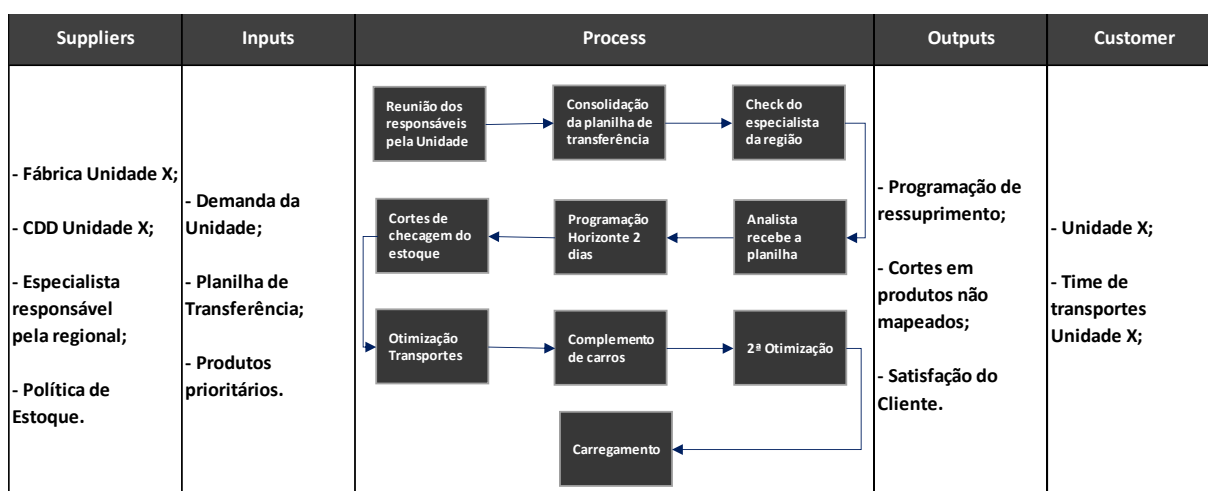 Suppliers
Inputs
Process
Outputs
Customer
- Fábrica Unidade X;
- CDD Unidade X;
- Especialista
responsável
pela regional;
- Política de
Estoque.
- Demanda da
Unidade;
- Planilha de
Transferência;
- Produtos
prioritários.
Reunião dos
responsáveis
pela Unidade
Consolidação
da planilha de
transferência
Check do
especialista
da região
Analista
recebe a
planilha
Programação
Horizonte 2
dias
Cortes de
checagem do
estoque
Otimização
Transportes
Complemento
de carros
2ª Otimização
Carregamento
- Programação de
ressuprimento;
- Cortes em
produtos não
mapeados;
- Satisfação do
Cliente.
- Unidade X;
- Time de
transportes
Unidade X;